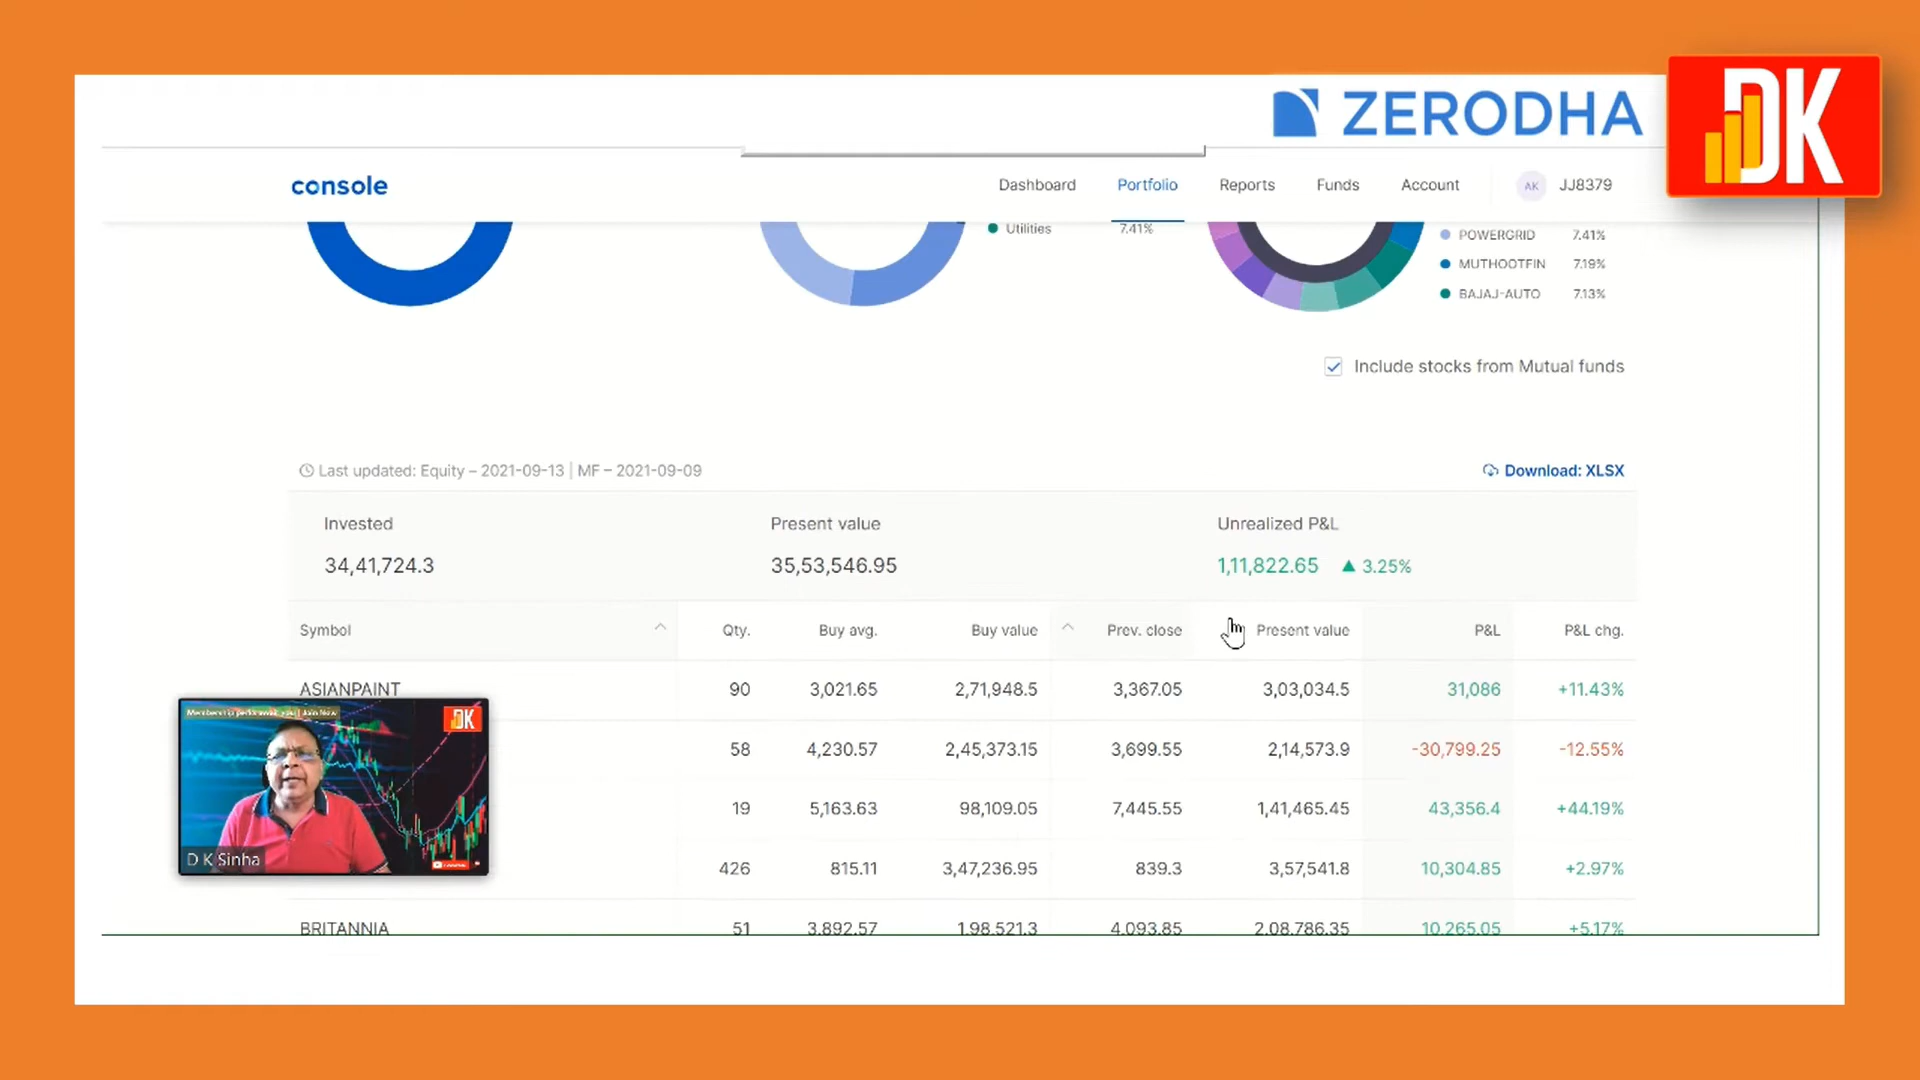 ZERODHA
DK
console
Dashboard Portfolio Reports Funds Account AK JJ8379
Utilities 7.41%
POWERGRID 7.41%
MUTHOOTFIN 7.19%
BAJAJ-AUTO 7.13%
Include stocks from Mutual funds
Last updated: Equity – 2021-09-13 | MF – 2021-09-09
Download: XLSX
Invested Present value Unrealized P&L
34,41,724.3 35,53,546.95 1,11,822.65 ▲ 3.25%
Symbol Qty. Buy avg. Buy value Prev. close Present value P&L P&L chg.
ASIANPAINT 90 3,021.65 2,71,948.5 3,367.05 3,03,034.5 31,086 +11.43%
58 4,230.57 2,45,373.15 3,699.55 2,14,573.9 -30,799.25 -12.55%
19 5,163.63 98,109.05 7,445.55 1,41,465.45 43,356.4 +44.19%
426 815.11 3,47,236.95 839.3 3,57,541.8 10,304.85 +2.97%
BRITANNIA 51 3,892.57 1,98,521.3 4,093.85 2,08,786.35 10,265.05 +5.17%
DK
D K Sinha